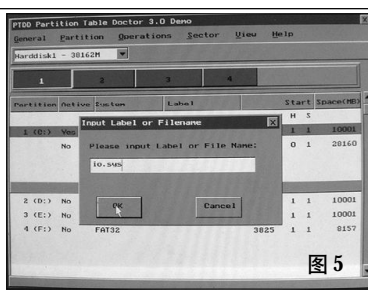 PTDD Partition Table Doctor 3.0 Demo
General Partition Operations Sector View Help
Harddisk1 - 38162M
1 2 3 4
Partition Active System Label Start Space(MB)
H S
1 (C:) Yes 1 1 10001
No 0 1 28160
Input Label or Filename
Please input Label or File Name:
io.sys
OK Cancel
2 (D:) No 1 1 10001
3 (E:) No 1 1 10001
4 (F:) No FAT32 3825 1 1 8157
图 5